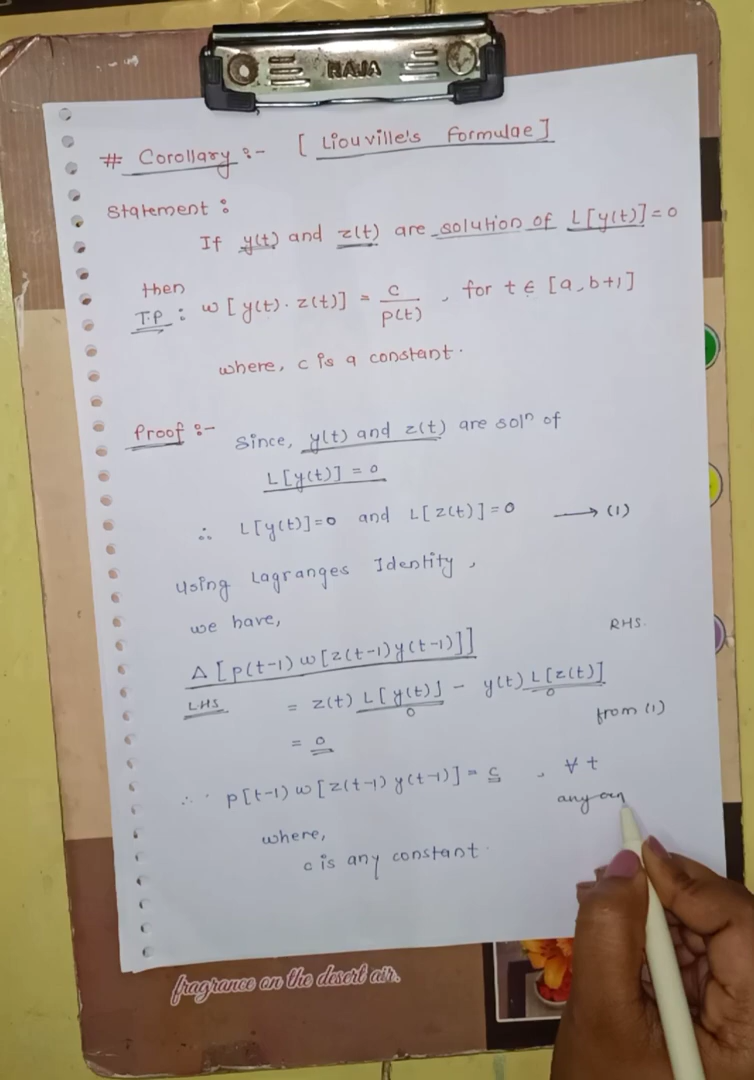 RAJA
# Corollary :- [ Liouville's Formulae ]
Statement :
If y(t) and z(t) are solution of L[y(t)] = 0
then
T.P : w [ y(t) · z(t)] = c / p(t) , for t ∈ [a, b+1]
where, c is a constant.
Proof :-
Since, y(t) and z(t) are solⁿ of
L[y(t)] = 0
∴ L[y(t)] = 0 and L[z(t)] = 0 ⟶ (1)
Using Lagranges Identity,
we have,
Δ [p(t-1) w [z(t-1) y(t-1)]] RHS.
LHS = z(t) L[y(t)] - y(t) L[z(t)]
0 0
= 0 from (1)
∴ p[t-1) w [z(t-1) y(t-1)] = c , ∀ t
any
where,
c is any constant.
fragrance on the desert air.